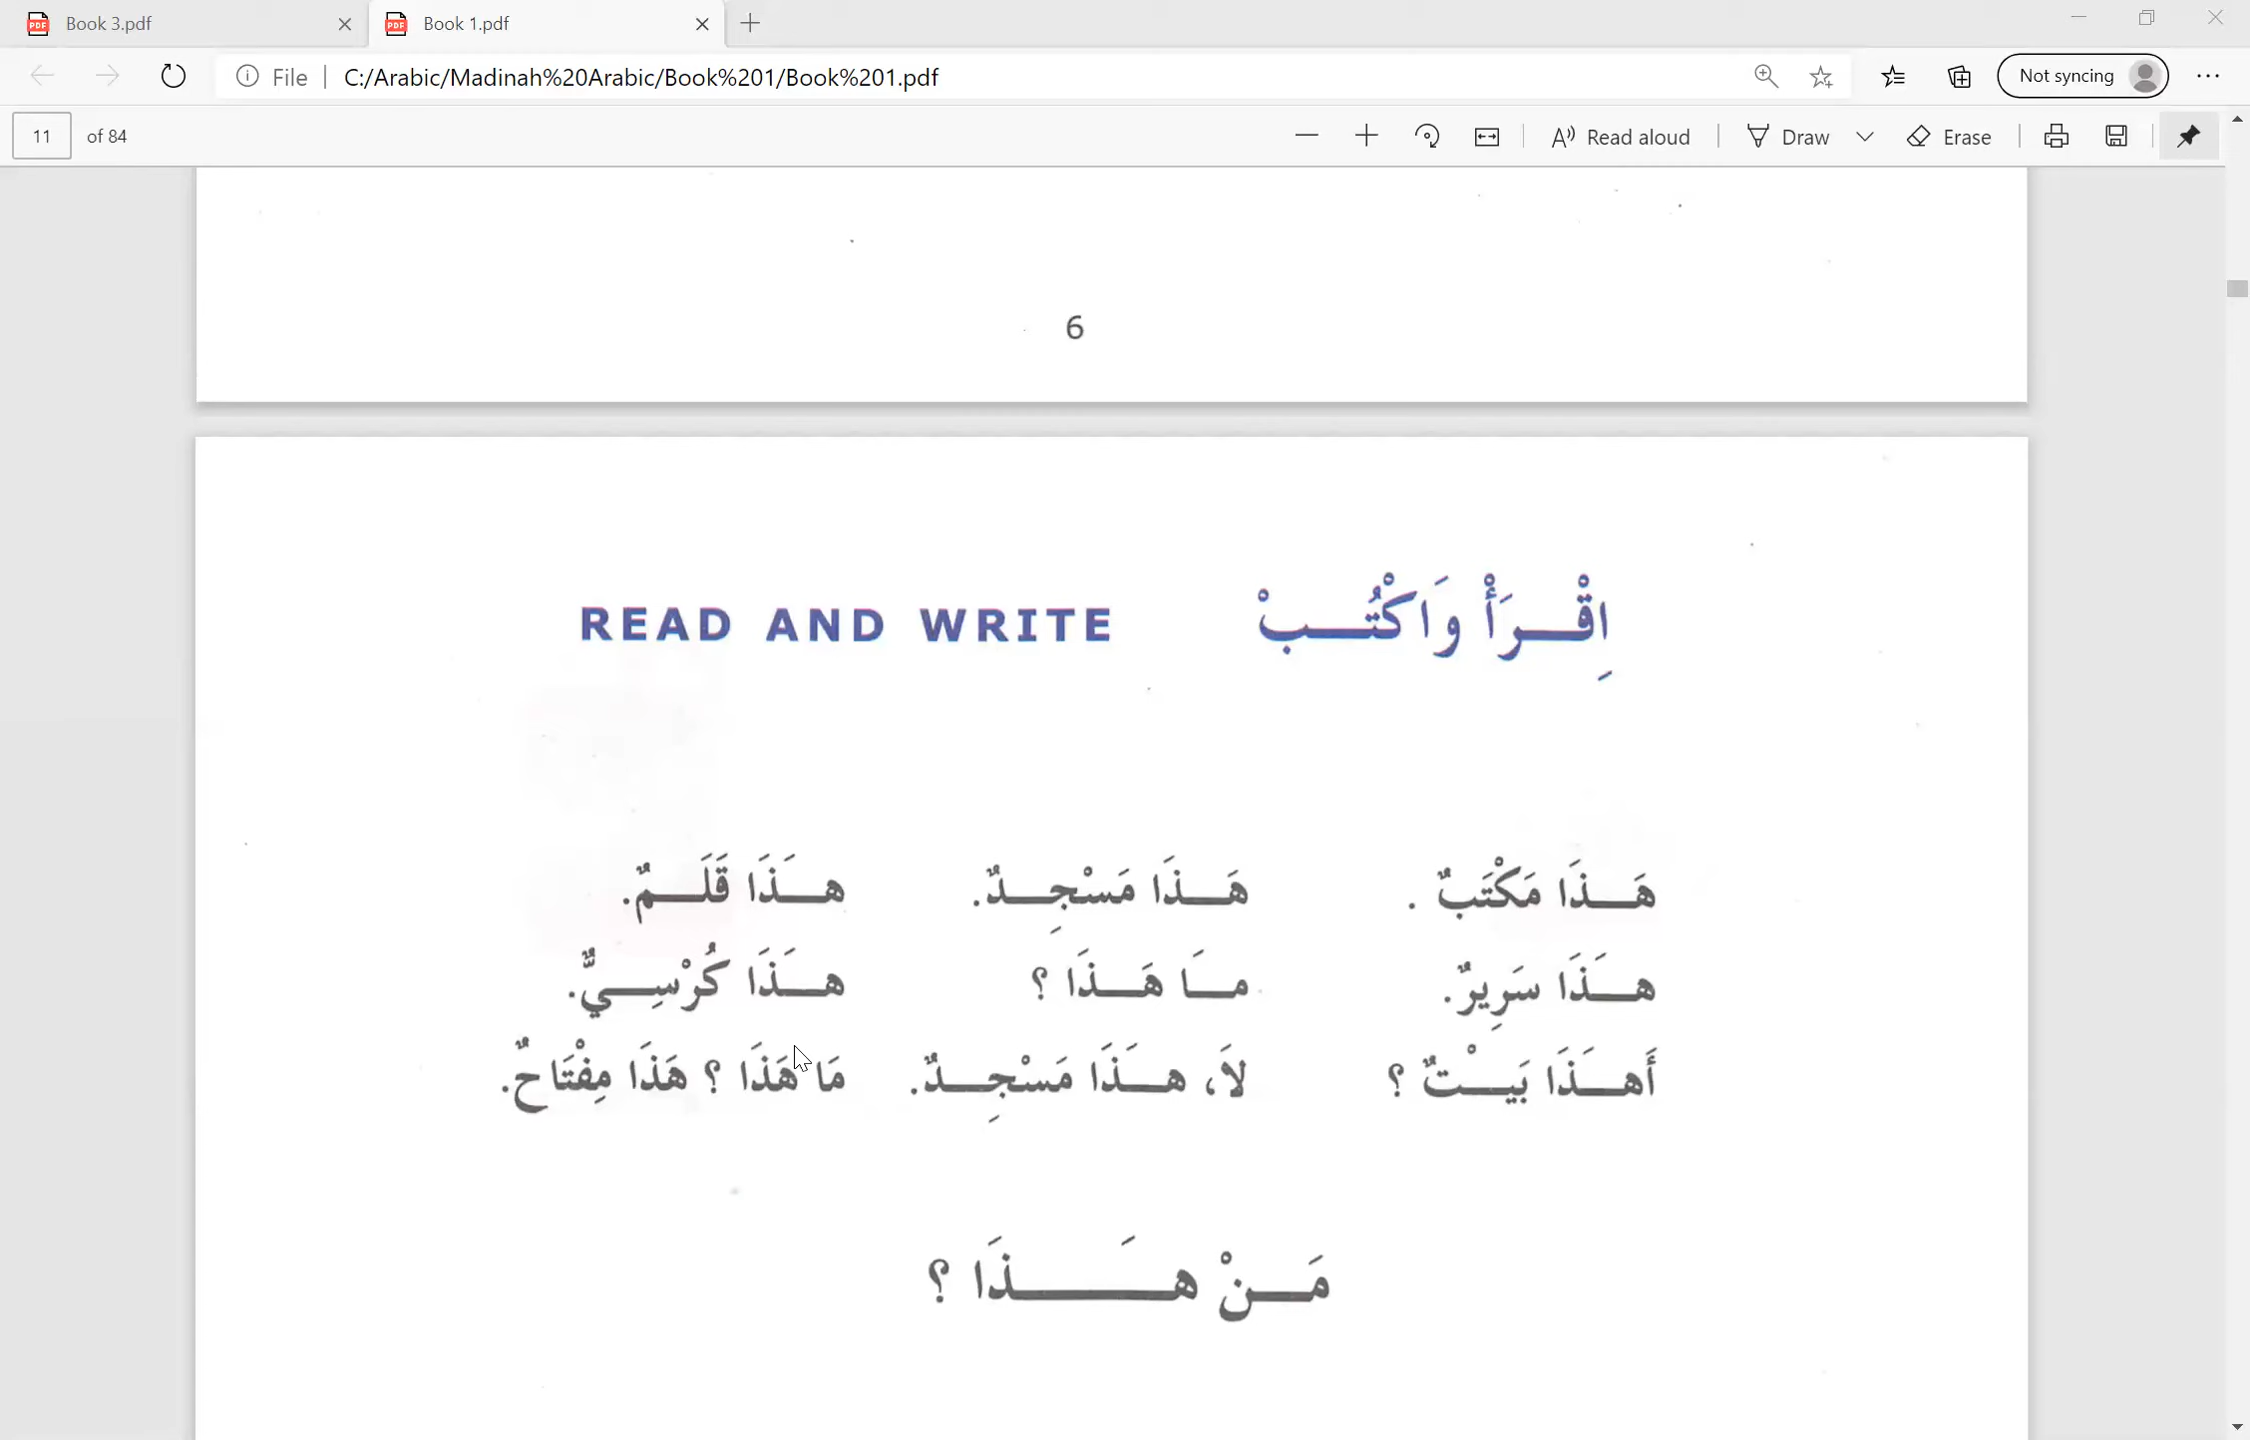 Book 3.pdf
Book 1.pdf
File
C:/Arabic/Madinah%20Arabic/Book%201/Book%201.pdf
Not syncing
11 of 84
Read aloud
Draw
Erase
6
اِقْرَأْ وَاكْتُبْ READ AND WRITE
هَذَا مَكْتَبٌ . هَذَا مَسْجِدٌ. هَذَا قَلَمٌ.
هَذَا سَرِيرٌ. مَا هَذَا ؟ هَذَا كُرْسِيٌّ.
أَهَذَا بَيْتٌ ؟ لَا، هَذَا مَسْجِدٌ. مَا هَذَا ؟ هَذَا مِفْتَاحٌ.
مَنْ هَذَا ؟